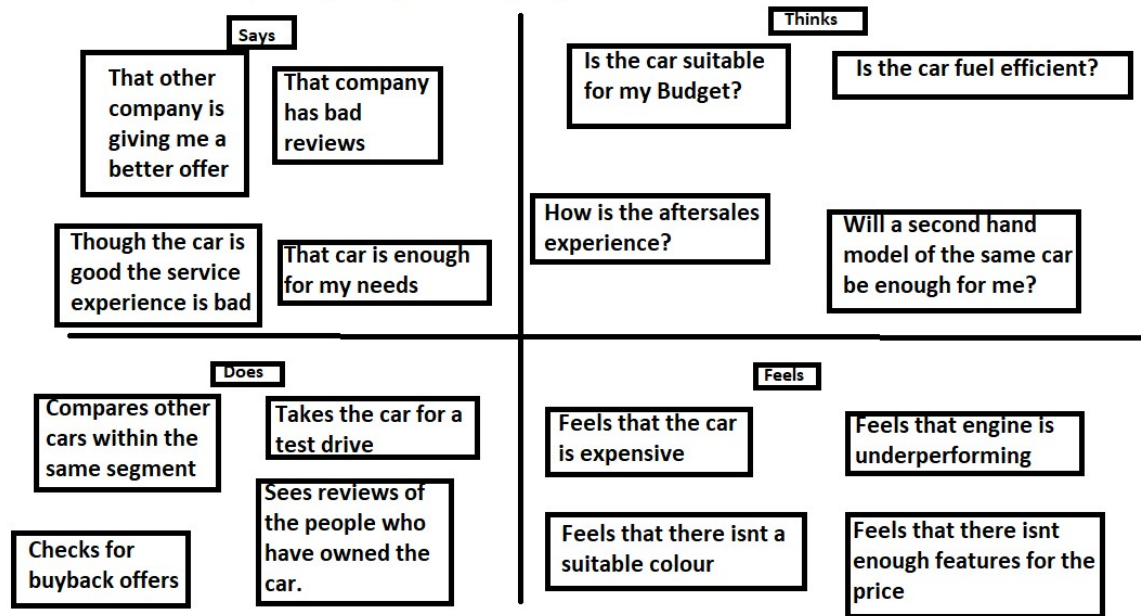 Says
That other
company is
giving me a
better offer
That company
has bad
reviews
Though the car is
good the service
experience is bad
That car is enough
for my needs
Thinks
Is the car suitable
for my Budget?
Is the car fuel efficient?
How is the aftersales
experience?
Will a second hand
model of the same car
be enough for me?
Does
Compares other
cars within the
same segment
Takes the car for a
test drive
Checks for
buyback offers
Sees reviews of
the people who
have owned the
car.
Feels
Feels that the car
is expensive
Feels that engine is
underperforming
Feels that there isnt a
suitable colour
Feels that there isnt
enough features for the
price